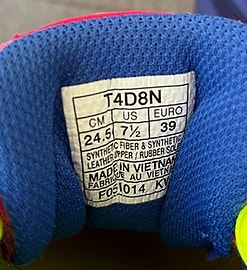 T4D8N
CM US EURO
24.5 7½ 39
SYNTHETIC FIBER & SYNTHETIC
LEATHER UPPER / RUBBER SOLE
MADE IN VIETNAM
FABRIQUE AU VIETNAM